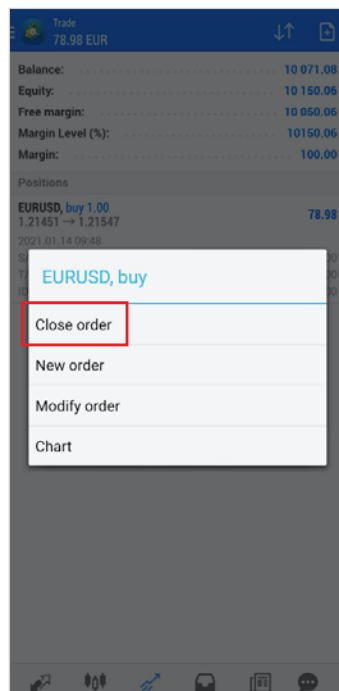 Trade
78.98 EUR
Balance: 10 071.08
Equity: 10 150.06
Free margin: 10 050.06
Margin Level (%): 10150.06
Margin: 100.00
Positions
EURUSD, buy 1.00
78.98
1.21451 → 1.21547
2021.01.14 09:48
EURUSD, buy
Close order
New order
Modify order
Chart